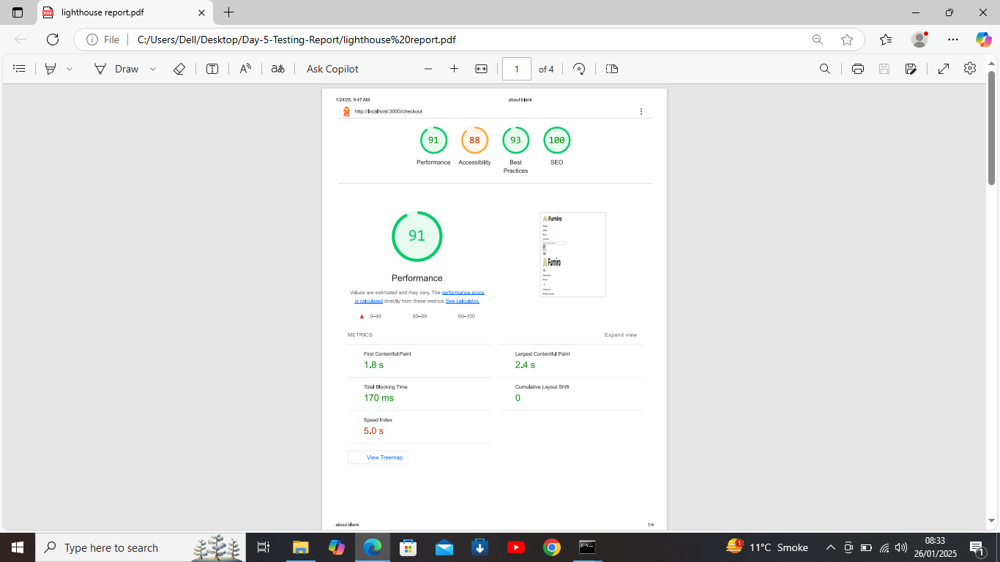 lighthouse report.pdf
File
C:/Users/Dell/Desktop/Day-5-Testing-Report/lighthouse%20report.pdf
Draw
Ask Copilot
1
of 4
1/24/25, 9:47 AM
about:blank
http://localhost:3000/checkout
91
88
93
100
Performance
Accessibility
Best
Practices
SEO
91
Furniro
Furniro
Performance
Values are estimated and may vary. The performance score
is calculated directly from these metrics. See calculator.
0–49
50–89
90–100
METRICS
Expand view
First Contentful Paint
1.8 s
Largest Contentful Paint
2.4 s
Total Blocking Time
170 ms
Cumulative Layout Shift
0
Speed Index
5.0 s
View Treemap
about:blank
1/4
Type here to search
11°C Smoke
08:33
26/01/2025